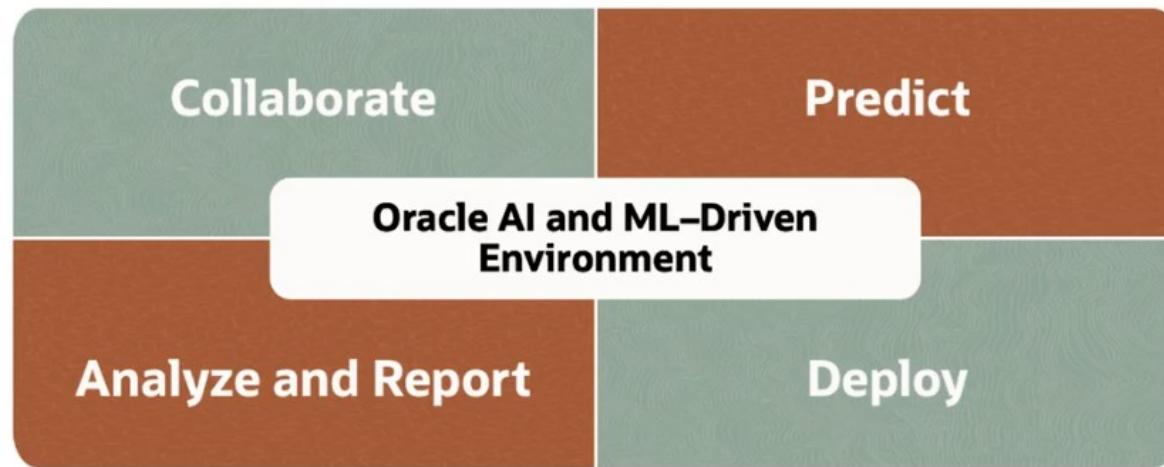 Collaborate
Predict
Oracle AI and ML–Driven
Environment
Analyze and Report
Deploy